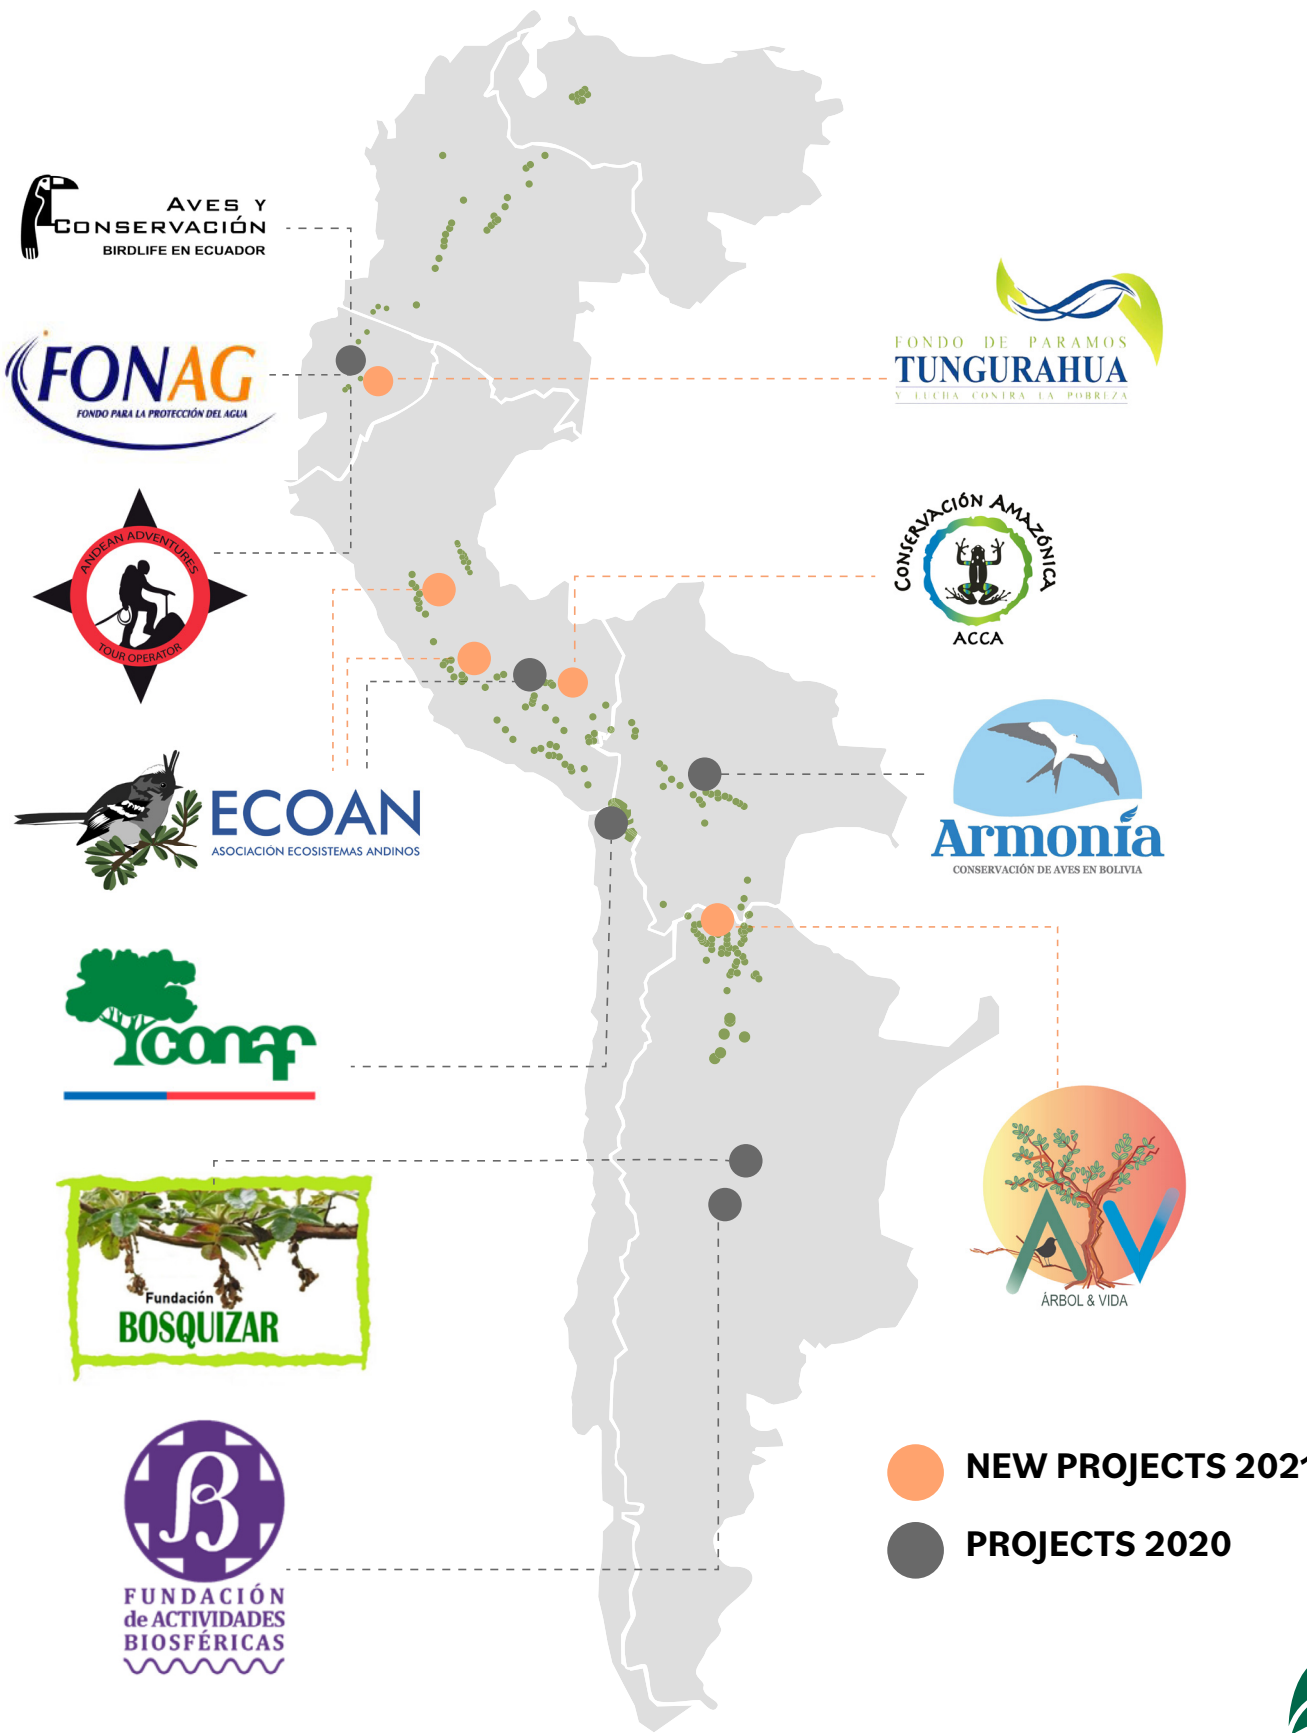 AVES Y
CONSERVACIÓN
BIRDLIFE EN ECUADOR
FONDO DE PARAMOS
TUNGURAHUA
Y LUCHA CONTRA LA POBREZA
FONAG
FONDO PARA LA PROTECCIÓN DEL AGUA
ANDEAN ADVENTURES
TOUR OPERATOR
CONSERVACIÓN AMAZÓNICA
ACCA
ECOAN
ASOCIACIÓN ECOSISTEMAS ANDINOS
Armonía
CONSERVACIÓN DE AVES EN BOLIVIA
conaf
Fundación
BOSQUIZAR
AV
ÁRBOL & VIDA
B
FUNDACIÓN
de ACTIVIDADES
BIOSFÉRICAS
NEW PROJECTS 2021
PROJECTS 2020